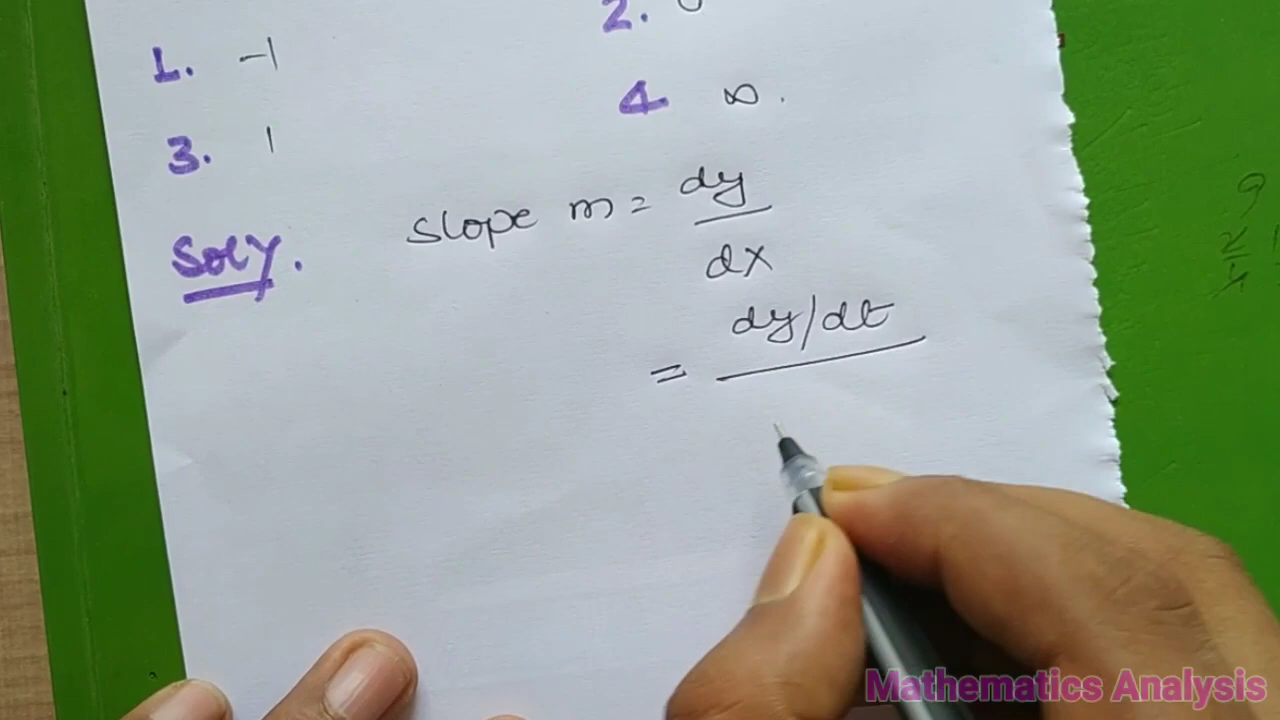 1. -1
2.
3. 1
4 ∞.
Soln. slope m = dy
dx
= dy/dt
Mathematics Analysis